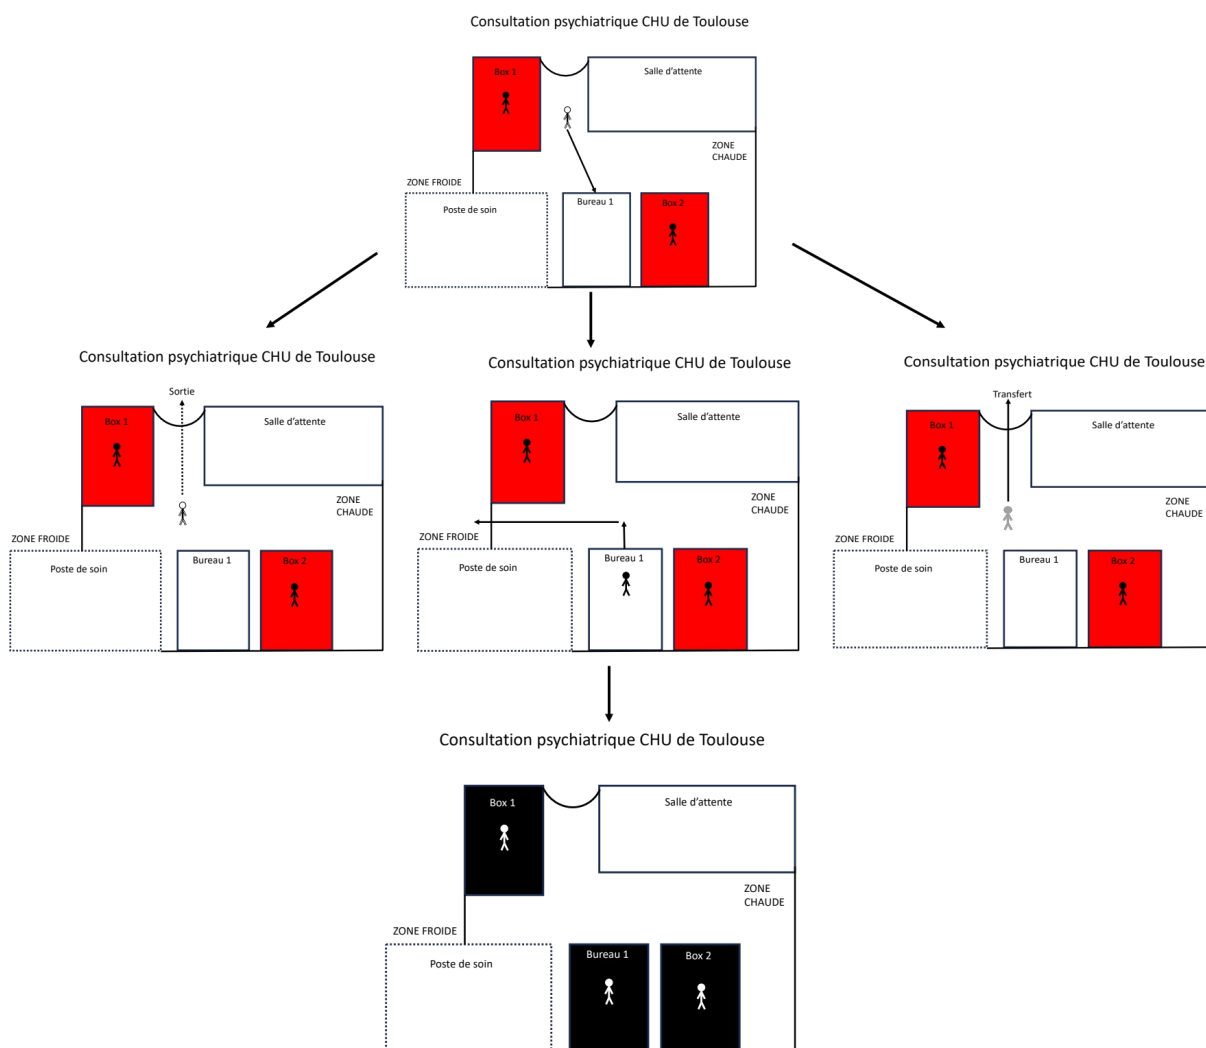 Consultation psychiatrique CHU de Toulouse
Box 1
Salle d'attente
ZONE
CHAUDE
ZONE FROIDE
Poste de soin
Bureau 1
Box 2
Consultation psychiatrique CHU de Toulouse
Sortie
Box 1
Salle d'attente
ZONE
CHAUDE
ZONE FROIDE
Poste de soin
Bureau 1
Box 2
Consultation psychiatrique CHU de Toulouse
Box 1
Salle d'attente
ZONE
CHAUDE
ZONE FROIDE
Poste de soin
Bureau 1
Box 2
Consultation psychiatrique CHU de Toulouse
Transfert
Box 1
Salle d'attente
ZONE
CHAUDE
ZONE FROIDE
Poste de soin
Bureau 1
Box 2
Consultation psychiatrique CHU de Toulouse
Box 1
Salle d'attente
ZONE
CHAUDE
ZONE FROIDE
Poste de soin
Bureau 1
Box 2